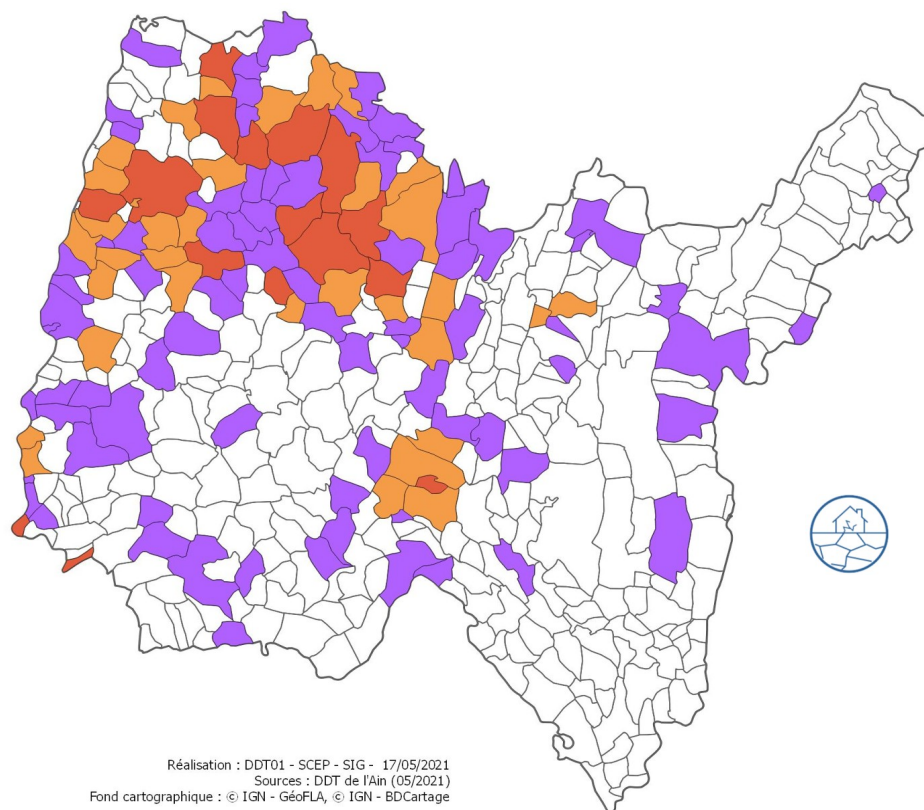 Réalisation : DDT01 - SCEP - SIG - 17/05/2021
Sources : DDT de l'Ain (05/2021)
Fond cartographique : © IGN - GéoFLA, © IGN - BDCartage